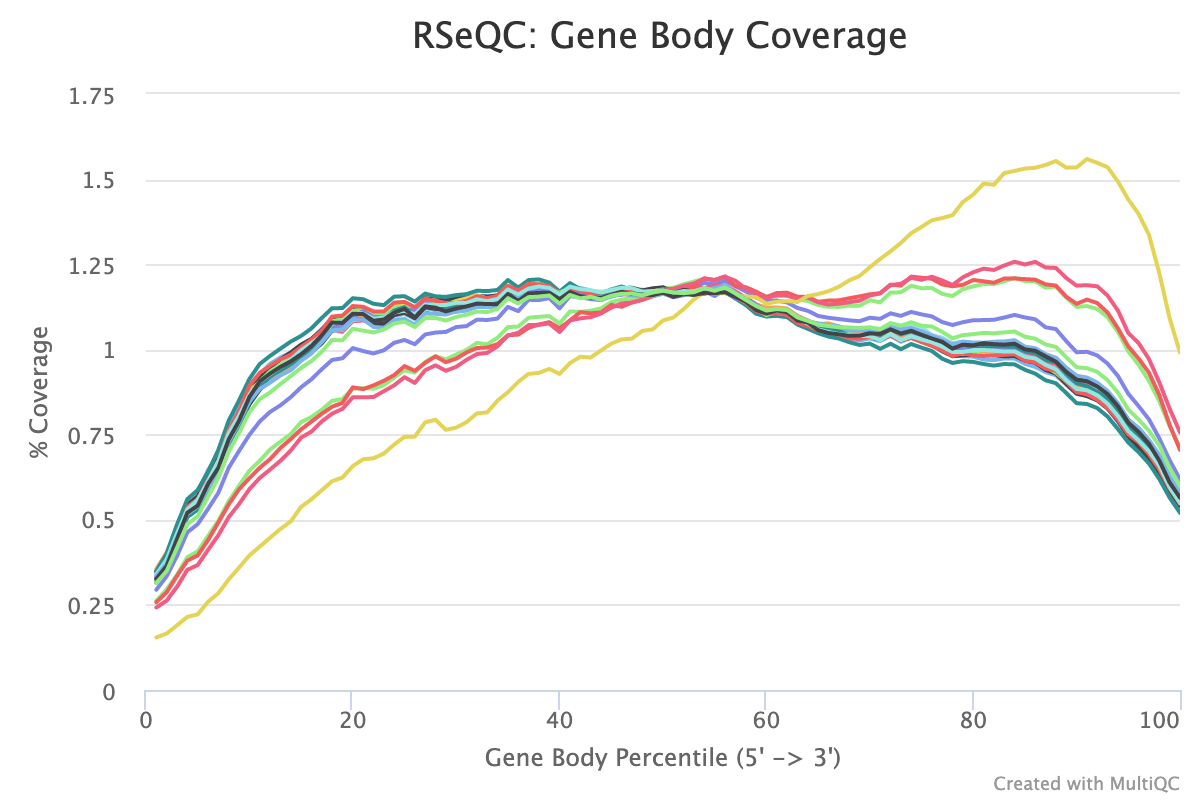 RSeQC: Gene Body Coverage
% Coverage
1.75
1.5
1.25
1
0.75
0.5
0.25
0
0 20 40 60 80 100
Gene Body Percentile (5' -> 3')
Created with MultiQC